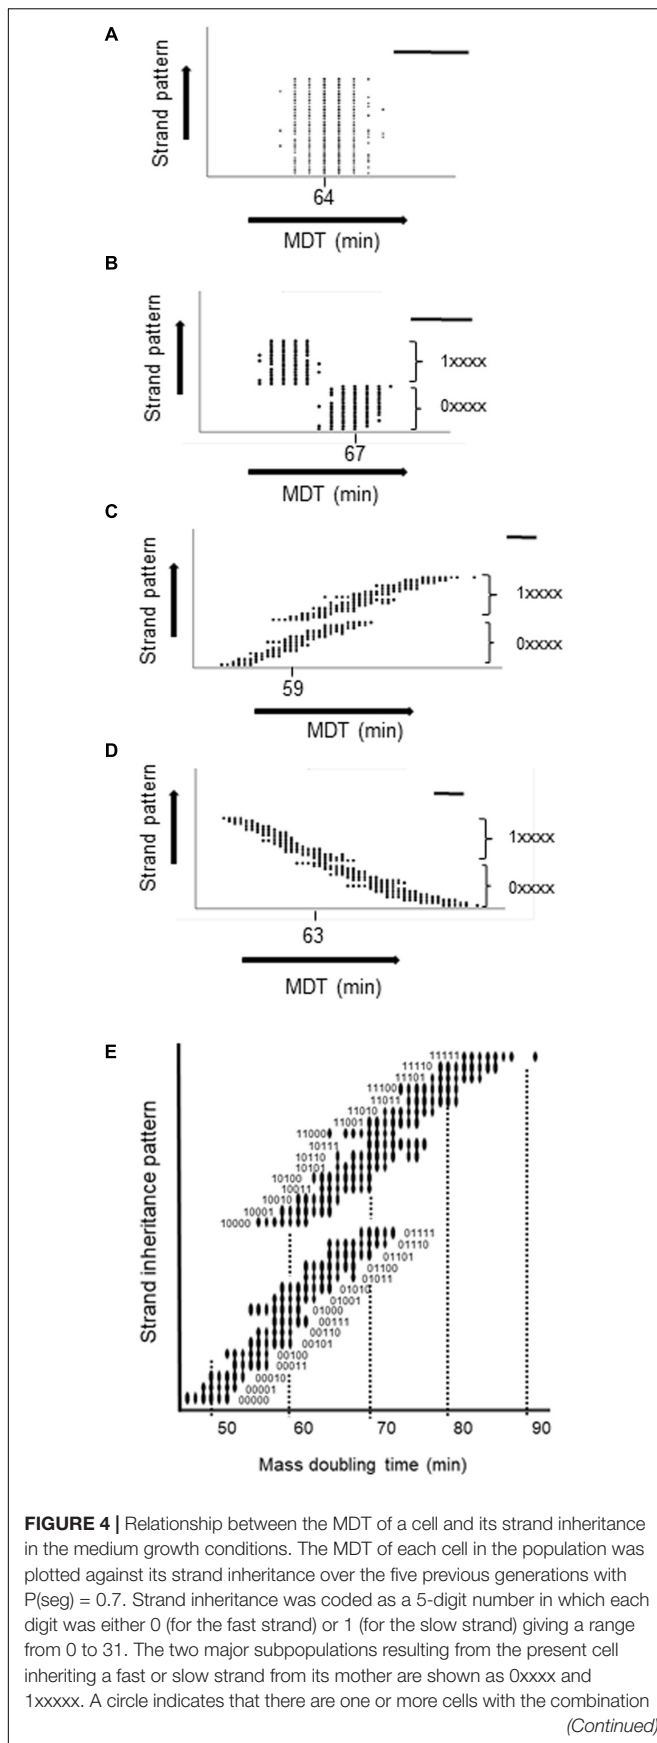 A
Strand pattern
64
MDT (min)
B
Strand pattern
1xxxx
0xxxx
67
MDT (min)
C
Strand pattern
1xxxx
0xxxx
59
MDT (min)
D
Strand pattern
1xxxx
0xxxx
63
MDT (min)
E
Strand inheritance pattern
11111
11110
11101
11100
11011
11010
11001
11000
10111
10110
10101
10100
10011
10010
10001
10000
01111
01110
01101
01100
01011
01010
01001
01000
00111
00110
00101
00100
00011
00010
00001
00000
50 60 70 80 90
Mass doubling time (min)
FIGURE 4 | Relationship between the MDT of a cell and its strand inheritance
in the medium growth conditions. The MDT of each cell in the population was
plotted against its strand inheritance over the five previous generations with
P(seg) = 0.7. Strand inheritance was coded as a 5-digit number in which each
digit was either 0 (for the fast strand) or 1 (for the slow strand) giving a range
from 0 to 31. The two major subpopulations resulting from the present cell
inheriting a fast or slow strand from its mother are shown as 0xxxx and
1xxxxx. A circle indicates that there are one or more cells with the combination
(Continued)